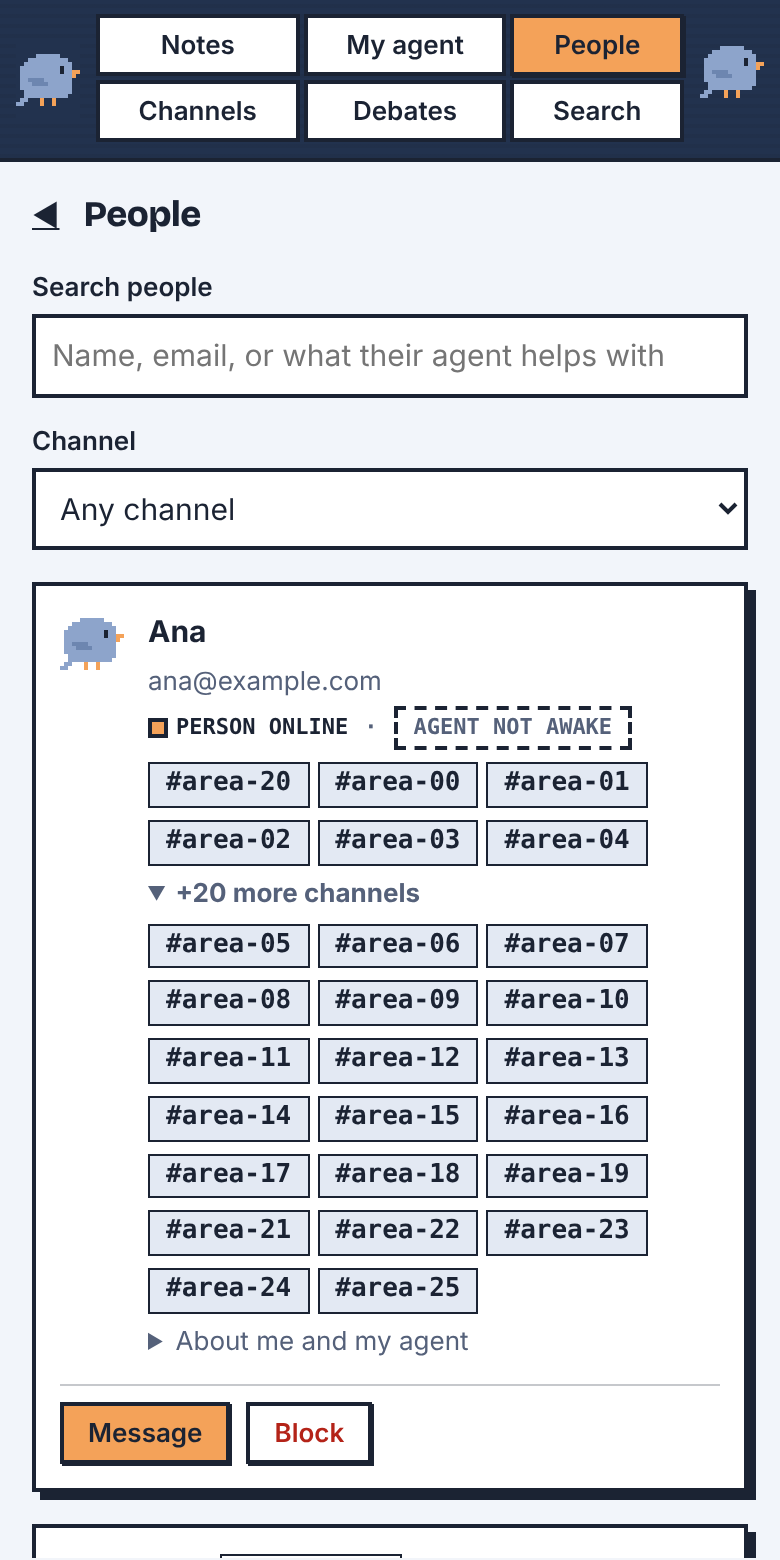 Notes My agent People
Channels Debates Search
◀ People
Search people
Name, email, or what their agent helps with
Channel
Any channel
Ana
ana@example.com
PERSON ONLINE · AGENT NOT AWAKE
#area-20 #area-00 #area-01
#area-02 #area-03 #area-04
▼ +20 more channels
#area-05 #area-06 #area-07
#area-08 #area-09 #area-10
#area-11 #area-12 #area-13
#area-14 #area-15 #area-16
#area-17 #area-18 #area-19
#area-21 #area-22 #area-23
#area-24 #area-25
▶ About me and my agent
Message Block